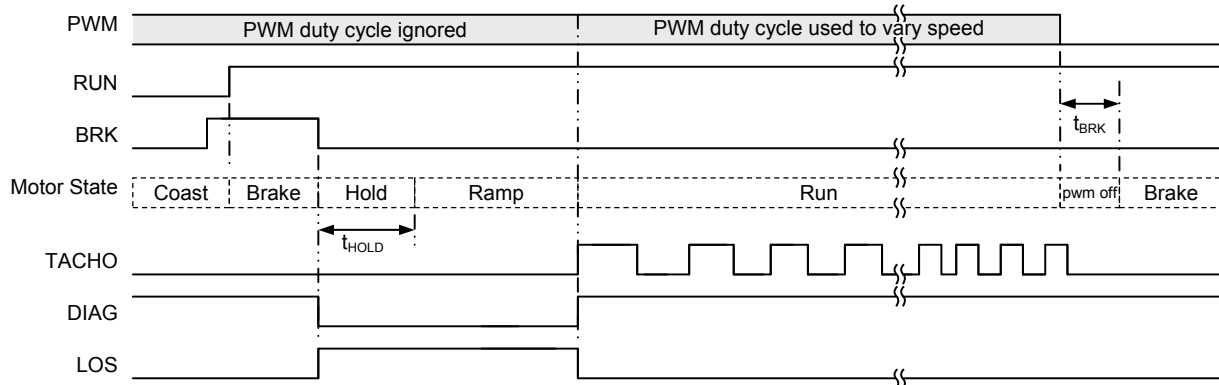 PWM
PWM duty cycle ignored
PWM duty cycle used to vary speed
RUN
BRK
tBRK
Motor State
Coast
Brake
Hold
Ramp
Run
pwm off
Brake
tHOLD
TACHO
DIAG
LOS